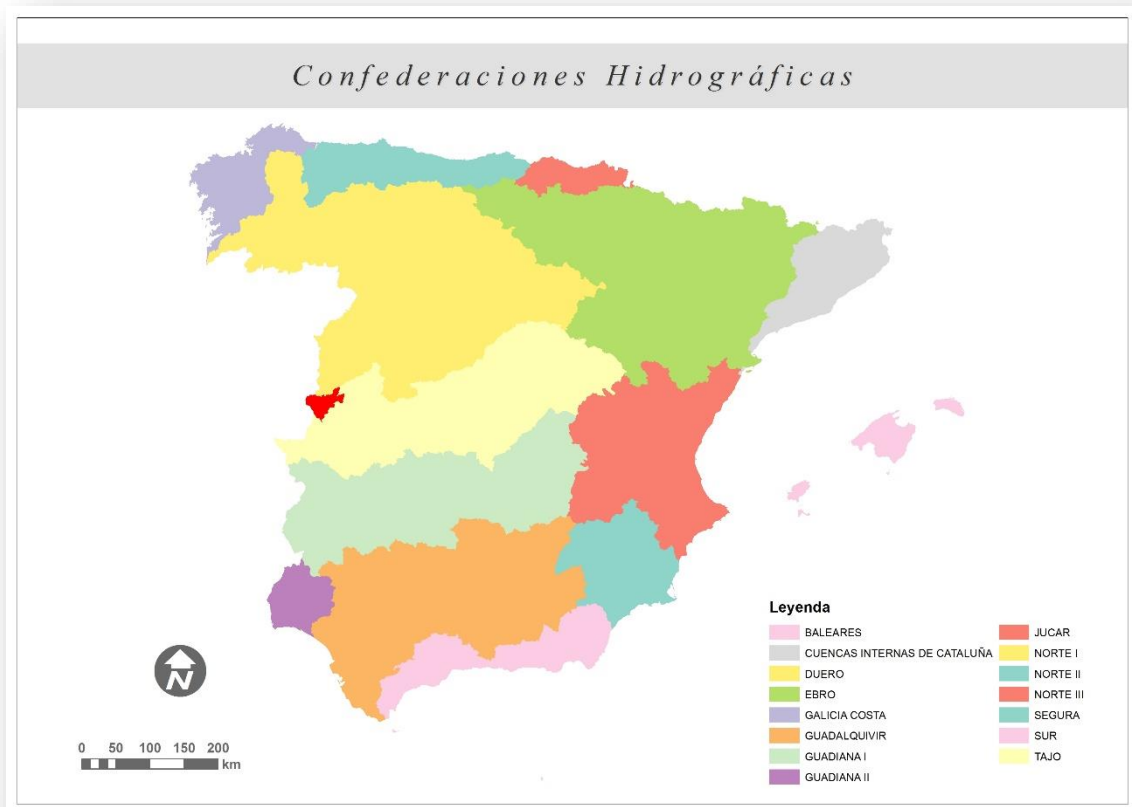 Confederaciones Hidrográficas
Leyenda
BALEARES
CUENCAS INTERNAS DE CATALUÑA
DUERO
EBRO
GALICIA COSTA
GUADALQUIVIR
GUADIANA I
GUADIANA II
JUCAR
NORTE I
NORTE II
NORTE III
SEGURA
SUR
TAJO
N
0 50 100 150 200
km